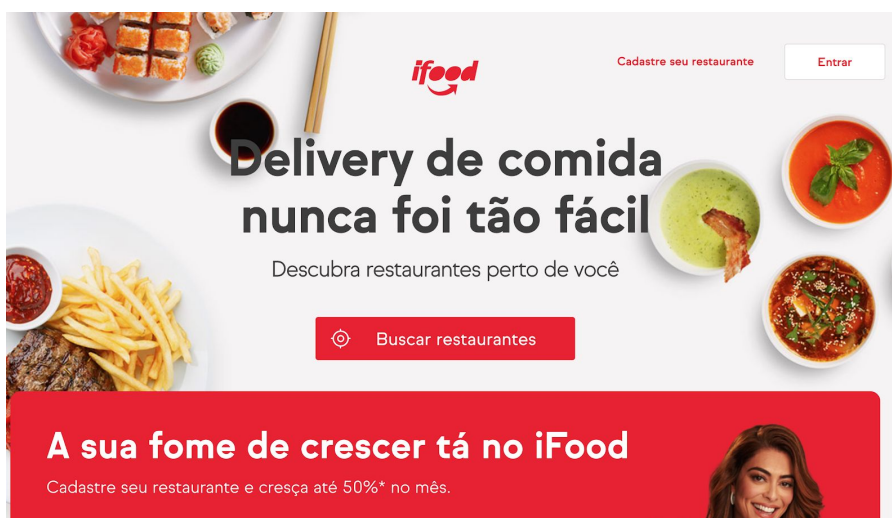 ifood
Cadastre seu restaurante
Entrar
Delivery de comida
nunca foi tão fácil
Descubra restaurantes perto de você
Buscar restaurantes
A sua fome de crescer tá no iFood
Cadastre seu restaurante e cresça até 50%* no mês.